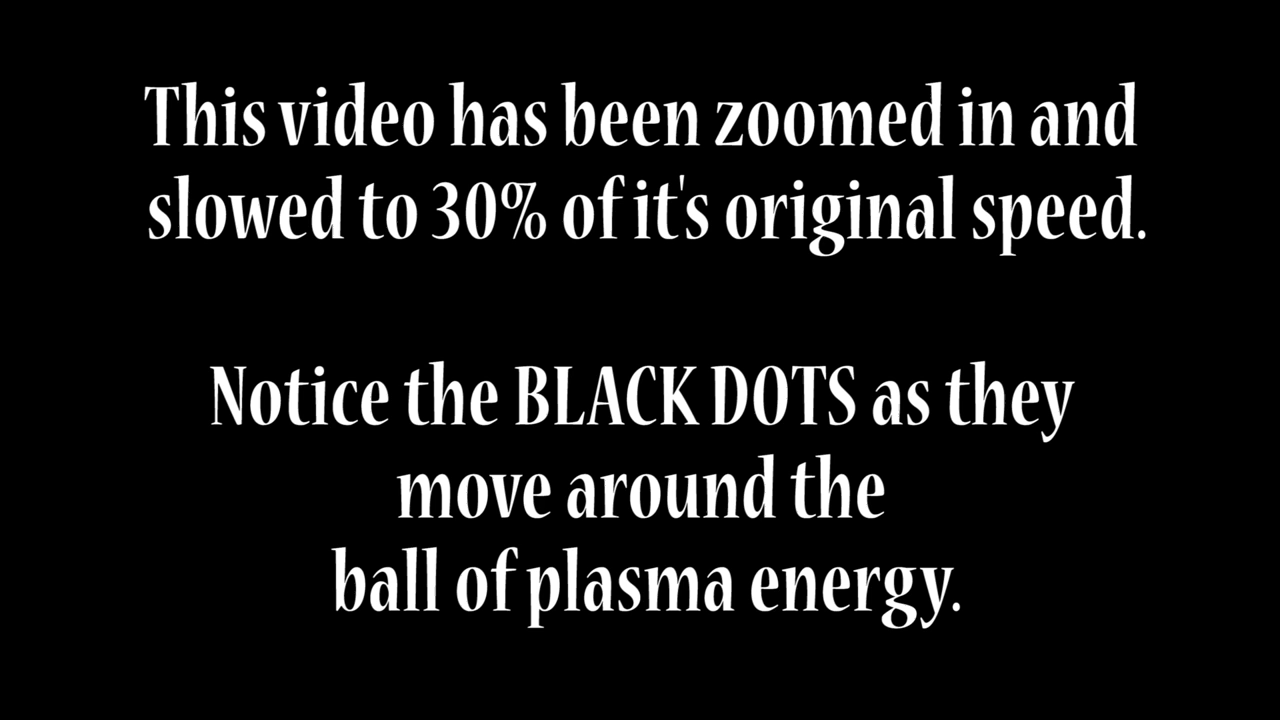 This video has been zoomed in and
slowed to 30% of it's original speed.
Notice the BLACK DOTS as they
move around the
ball of plasma energy.